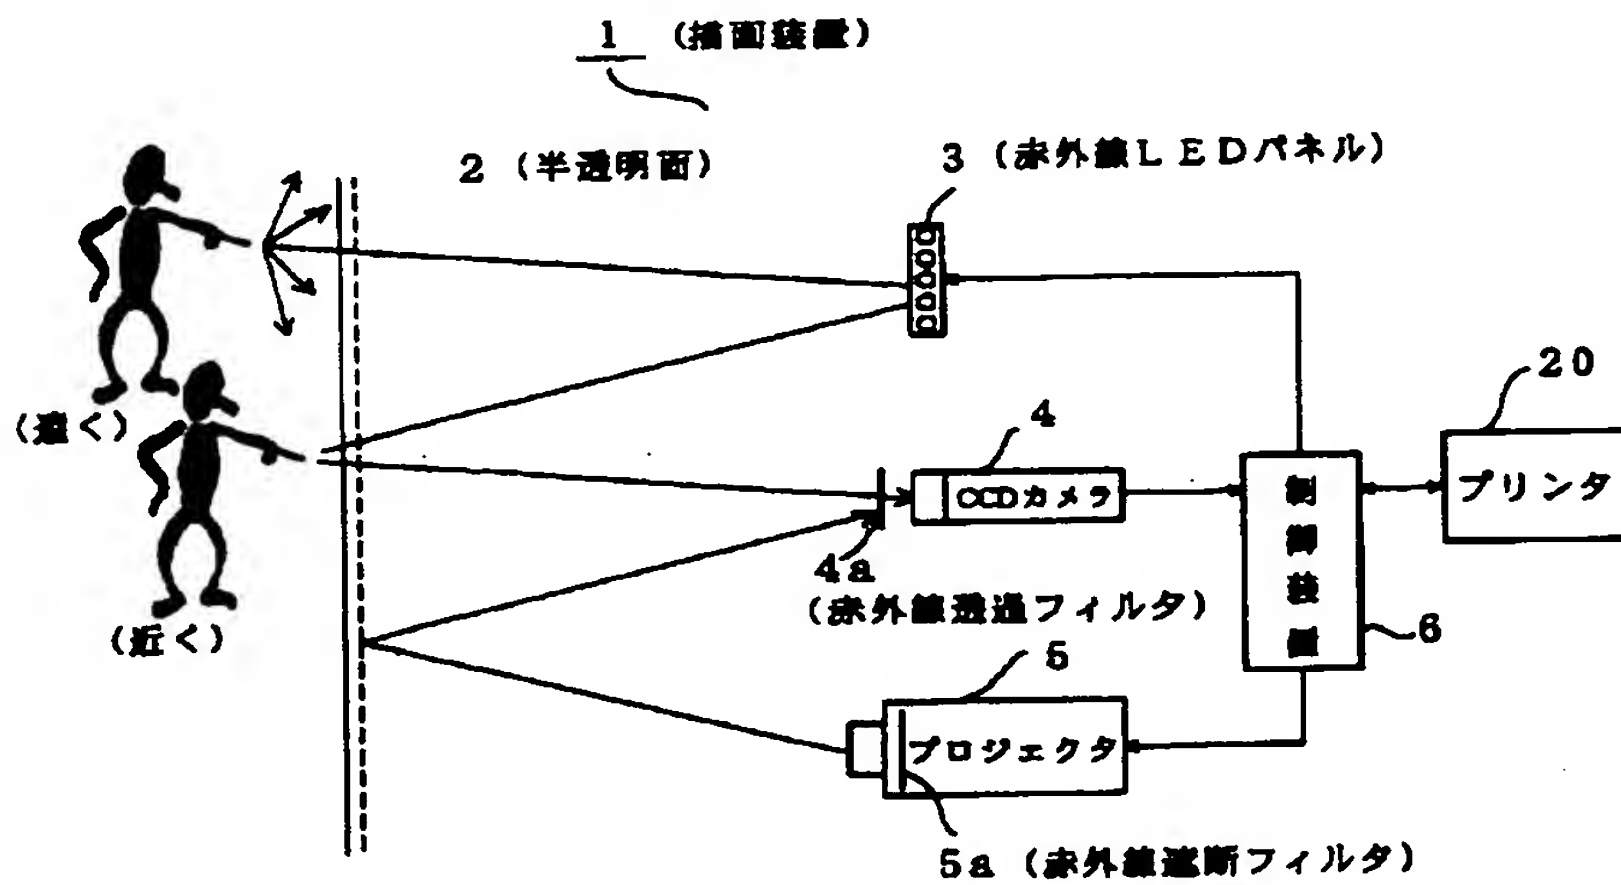 1 (描画装置)
2 (半透明面)
3 (赤外線LEDパネル)
20
(遠く)
4
CCDカメラ
プリンタ
制御装置
4a
(赤外線透過フィルタ)
(近く)
6
5
プロジェクタ
5a (赤外線遮断フィルタ)